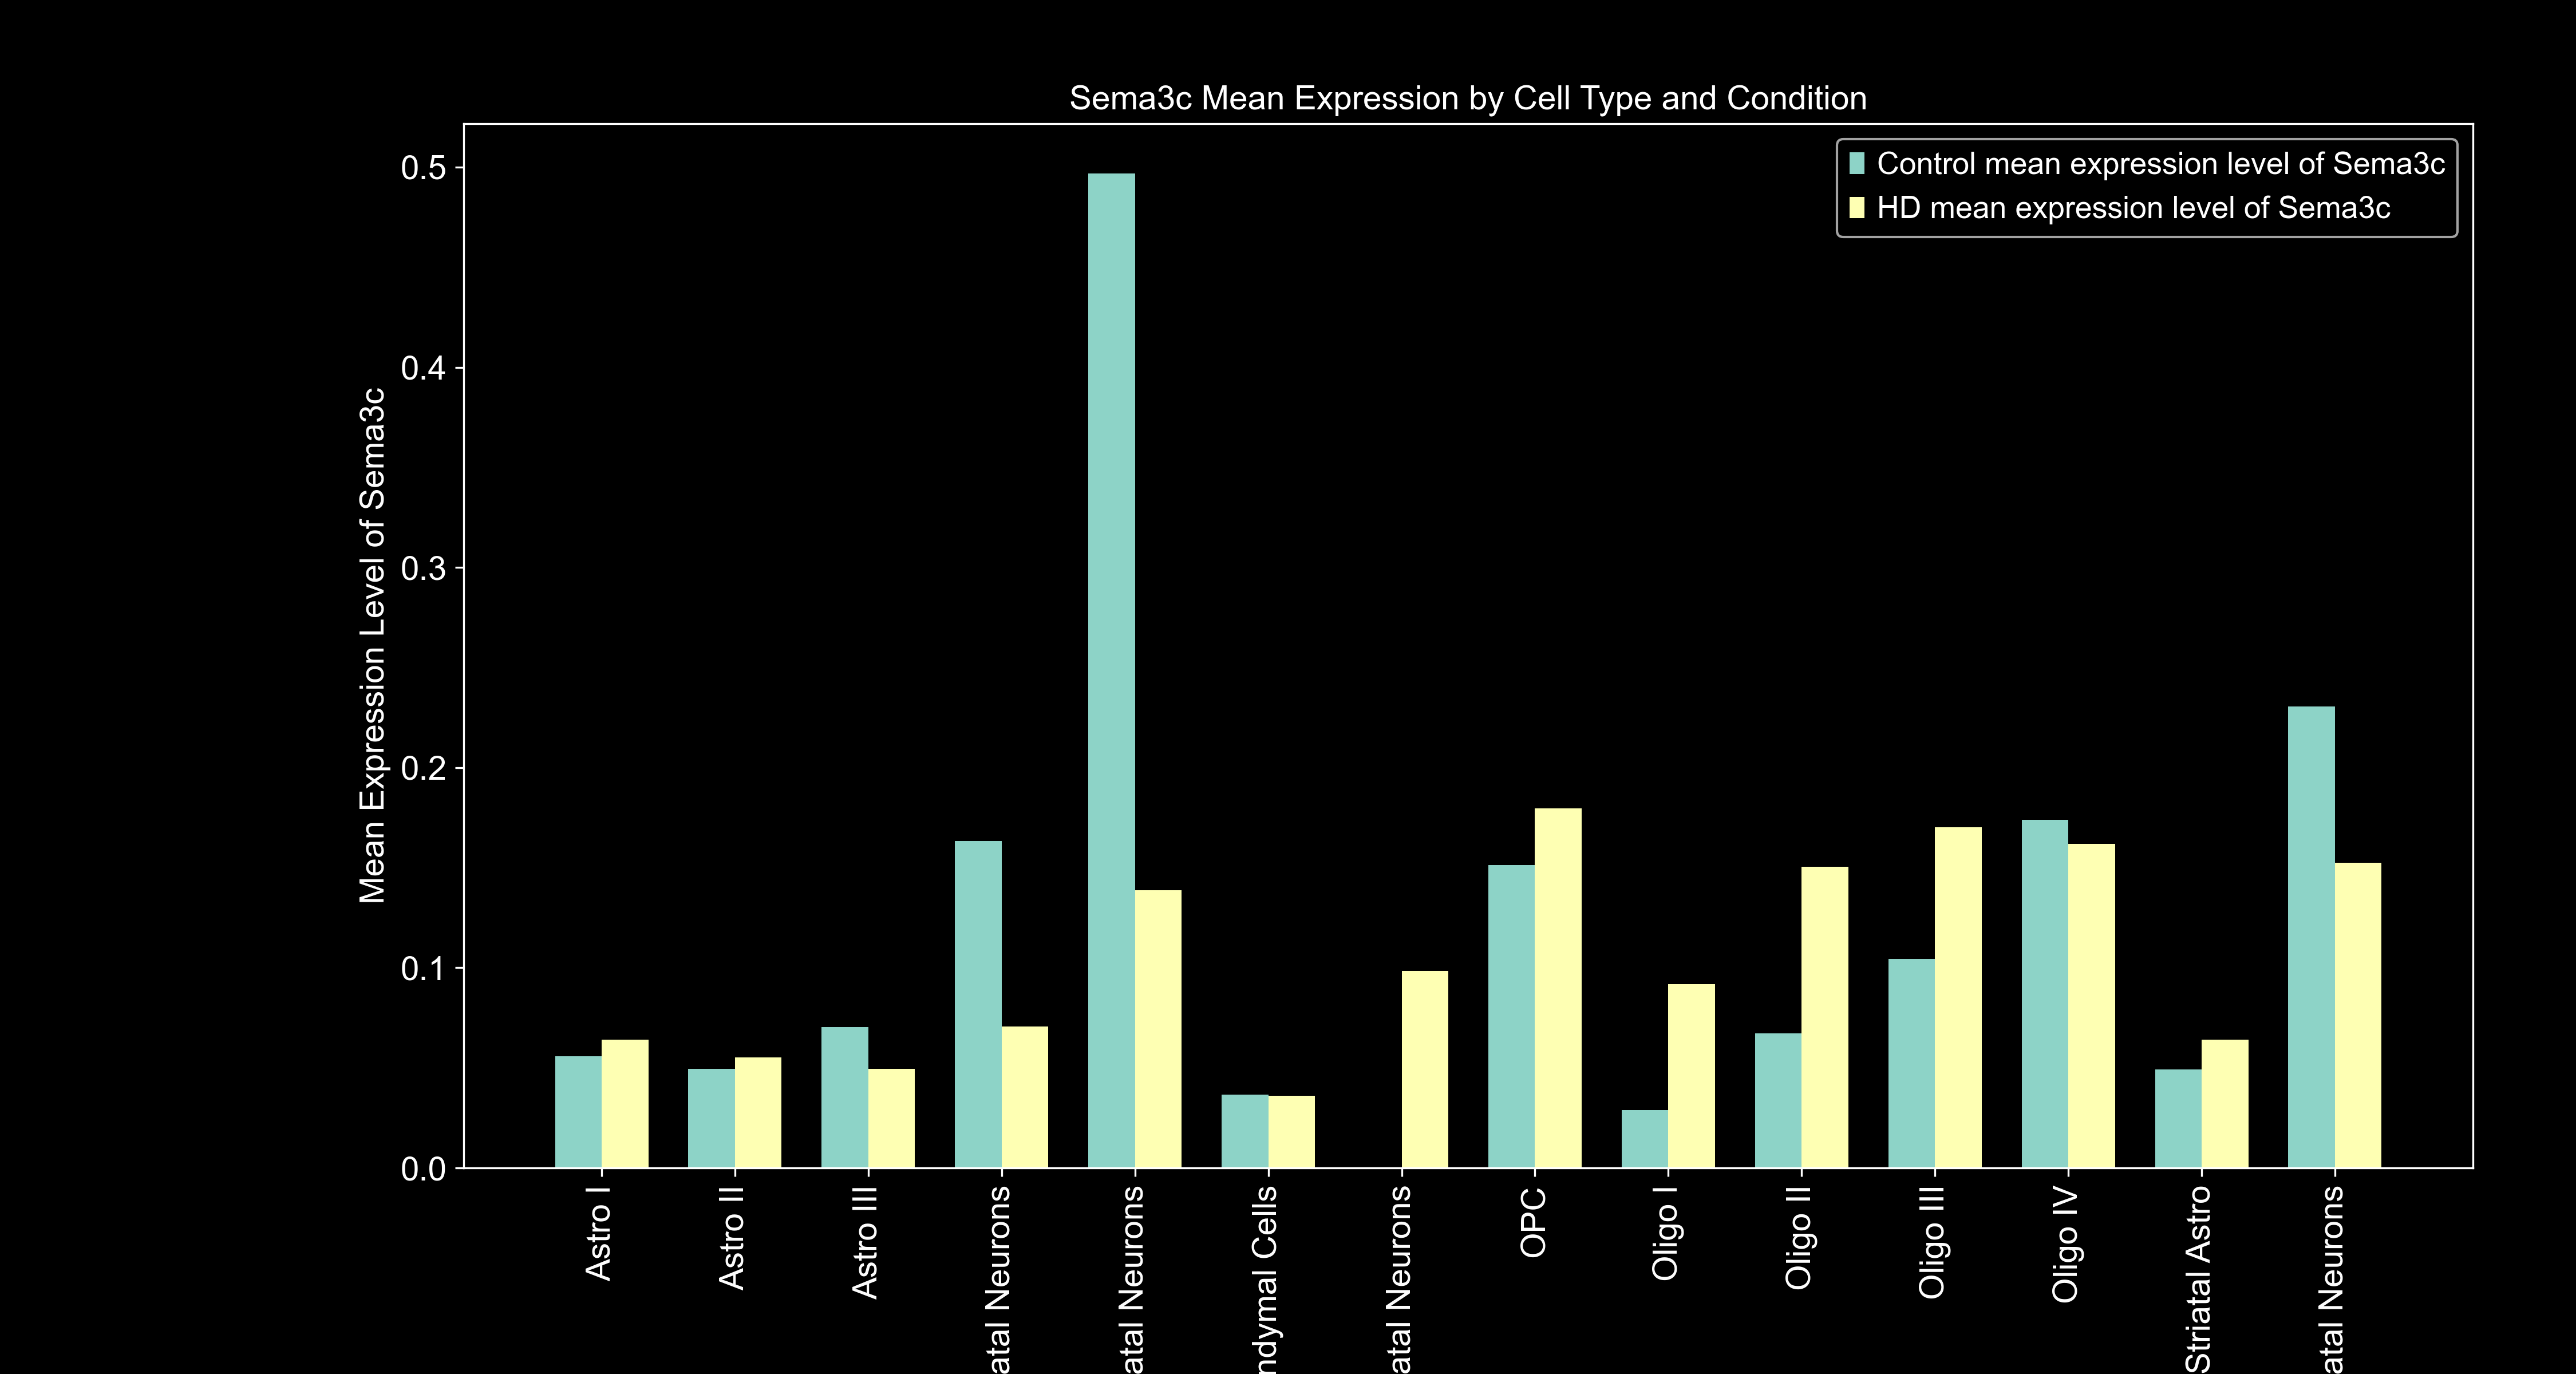 Sema3c Mean Expression by Cell Type and Condition
Control mean expression level of Sema3c
HD mean expression level of Sema3c
Mean Expression Level of Sema3c
0.5
0.4
0.3
0.2
0.1
0.0
Astro I
Astro II
Astro III
atal Neurons
atal Neurons
ndymal Cells
atal Neurons
OPC
Oligo I
Oligo II
Oligo III
Oligo IV
Striatal Astro
atal Neurons